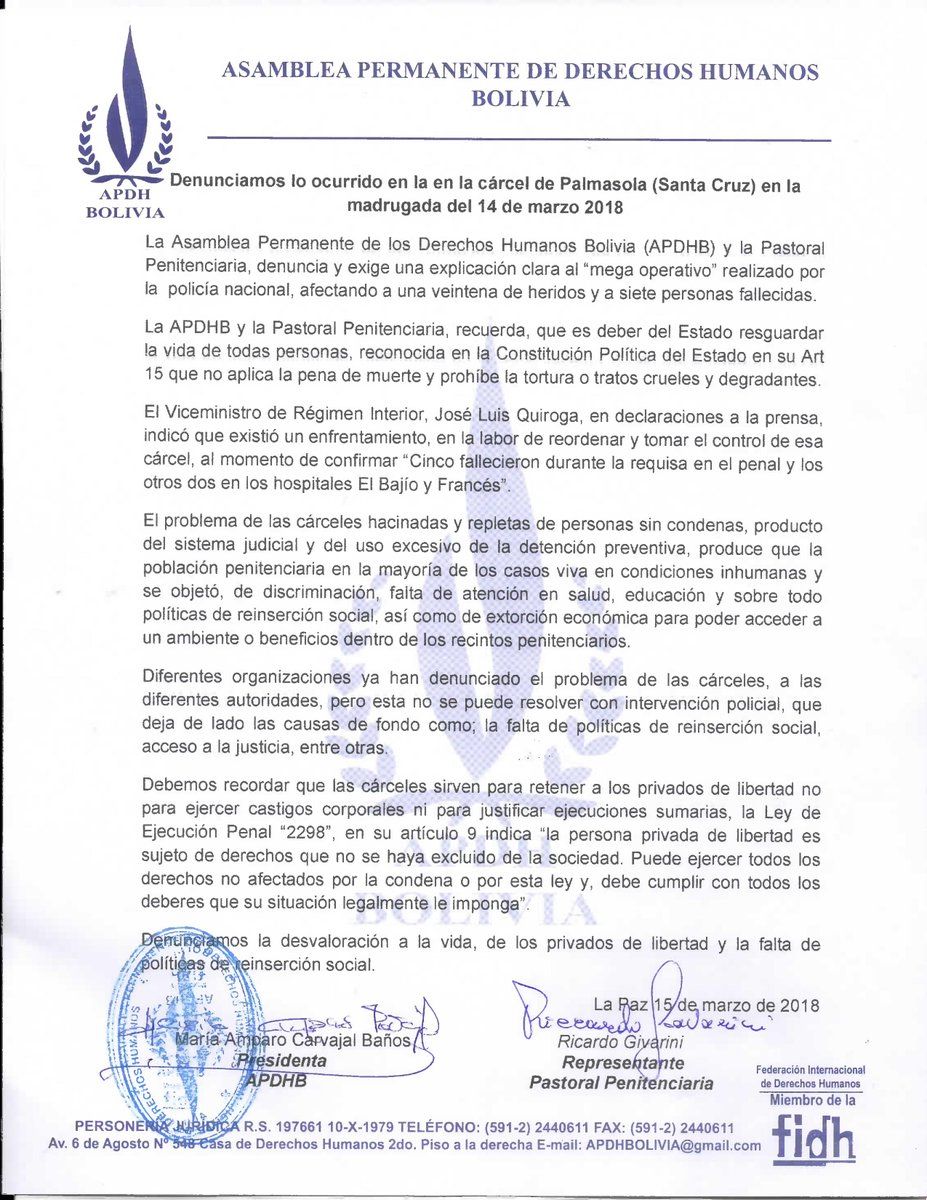 ASAMBLEA PERMANENTE DE DERECHOS HUMANOS
BOLIVIA
APDH
BOLIVIA
Denunciamos lo ocurrido en la en la cárcel de Palmasola (Santa Cruz) en la
madrugada del 14 de marzo 2018
La Asamblea Permanente de los Derechos Humanos Bolivia (APDHB) y la Pastoral
Penitenciaria, denuncia y exige una explicación clara al “mega operativo” realizado por
la policía nacional, afectando a una veintena de heridos y a siete personas fallecidas.
La APDHB y la Pastoral Penitenciaria, recuerda, que es deber del Estado resguardar
la vida de todas personas, reconocida en la Constitución Política del Estado en su Art
15 que no aplica la pena de muerte y prohíbe la tortura o tratos crueles y degradantes.
El Viceministro de Régimen Interior, José Luis Quiroga, en declaraciones a la prensa,
indicó que existió un enfrentamiento, en la labor de reordenar y tomar el control de esa
cárcel, al momento de confirmar “Cinco fallecieron durante la requisa en el penal y los
otros dos en los hospitales El Bajío y Francés”.
El problema de las cárceles hacinadas y repletas de personas sin condenas, producto
del sistema judicial y del uso excesivo de la detención preventiva, produce que la
población penitenciaria en la mayoría de los casos viva en condiciones inhumanas y
se objetó, de discriminación, falta de atención en salud, educación y sobre todo
políticas de reinserción social, así como de extorción económica para poder acceder a
un ambiente o beneficios dentro de los recintos penitenciarios.
Diferentes organizaciones ya han denunciado el problema de las cárceles, a las
diferentes autoridades, pero esta no se puede resolver con intervención policial, que
deja de lado las causas de fondo como; la falta de políticas de reinserción social,
acceso a la justicia, entre otras.
Debemos recordar que las cárceles sirven para retener a los privados de libertad no
para ejercer castigos corporales ni para justificar ejecuciones sumarias, la Ley de
Ejecución Penal “2298”, en su artículo 9 indica “la persona privada de libertad es
sujeto de derechos que no se haya excluido de la sociedad. Puede ejercer todos los
derechos no afectados por la condena o por esta ley y, debe cumplir con todos los
deberes que su situación legalmente le imponga”.
APDH
BOLIVIA
Denunciamos la desvaloración a la vida, de los privados de libertad y la falta de
políticas de reinserción social.
La Paz 15 de marzo de 2018
María Amparo Carvajal Baños
Presidenta
APDHB
Ricardo Givarini
Representante
Pastoral Penitenciaria
Federación Internacional
de Derechos Humanos
Miembro de la
fidh
PERSONERIA JURÍDICA R.S. 197661 10-X-1979 TELÉFONO: (591-2) 2440611 FAX: (591-2) 2440611
Av. 6 de Agosto Nº 548 Casa de Derechos Humanos 2do. Piso a la derecha E-mail: APDHBOLIVIA@gmail.com